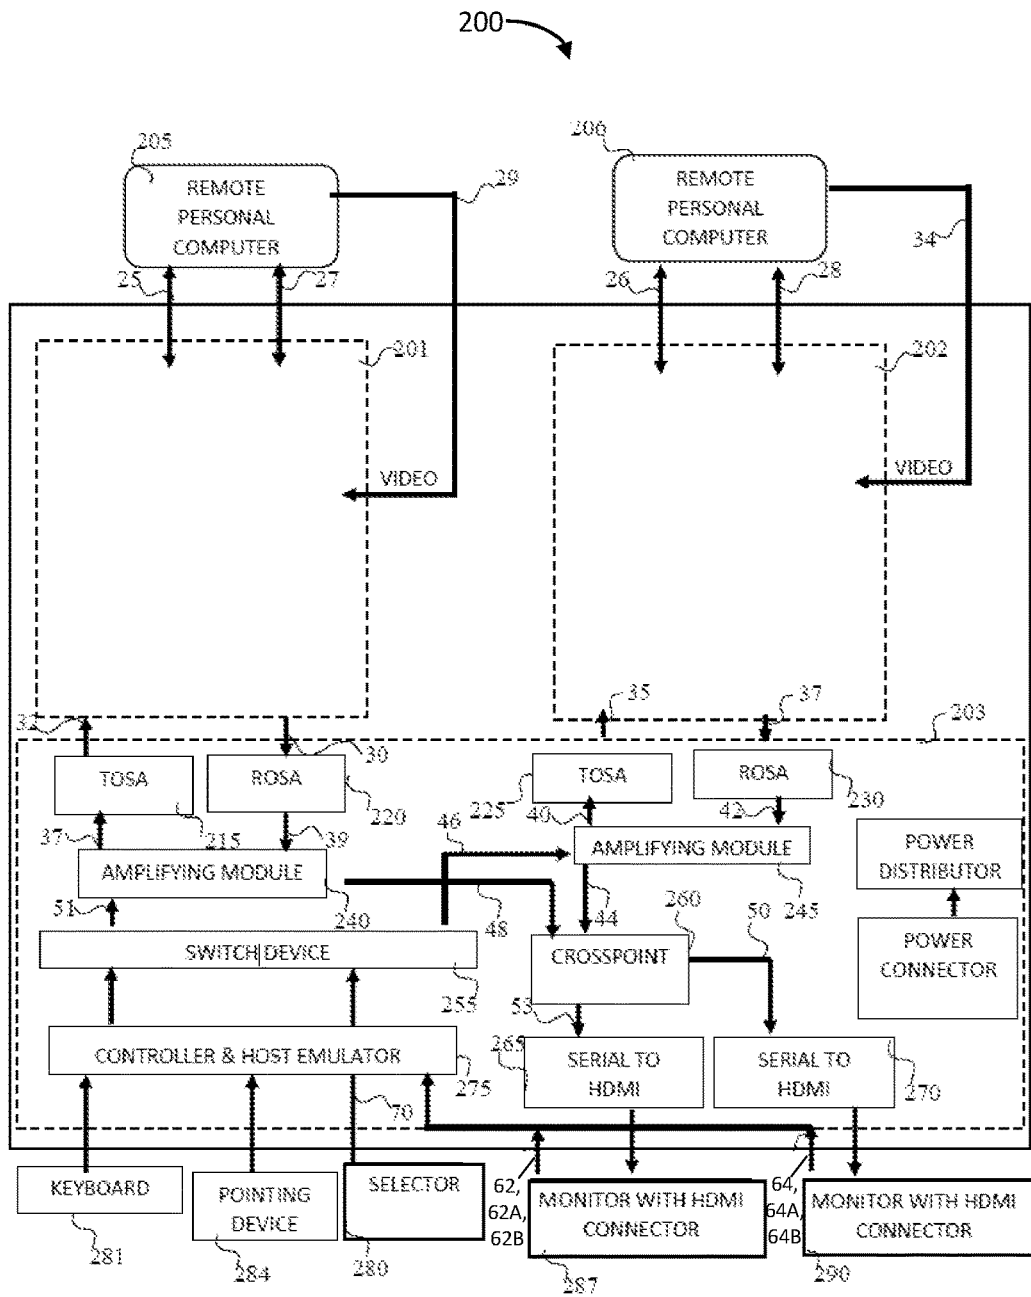 200
205
206
REMOTE
PERSONAL
COMPUTER
29
REMOTE
PERSONAL
COMPUTER
34
25
27
26
28
201
202
VIDEO
VIDEO
32
30
35
37
203
TOSA
ROSA
TOSA
ROSA
215
220
225
230
37
39
46
40
42
AMPLIFYING MODULE
AMPLIFYING MODULE
POWER
DISTRIBUTOR
51
240
48
44
260
50
245
SWITCH DEVICE
CROSSPOINT
POWER
CONNECTOR
255
53
265
CONTROLLER & HOST EMULATOR
SERIAL TO
HDMI
SERIAL TO
HDMI
275
270
70
KEYBOARD
POINTING
DEVICE
SELECTOR
62,
62A,
62B
MONITOR WITH HDMI
CONNECTOR
64,
64A,
64B
MONITOR WITH HDMI
CONNECTOR
281
284
280
287
290